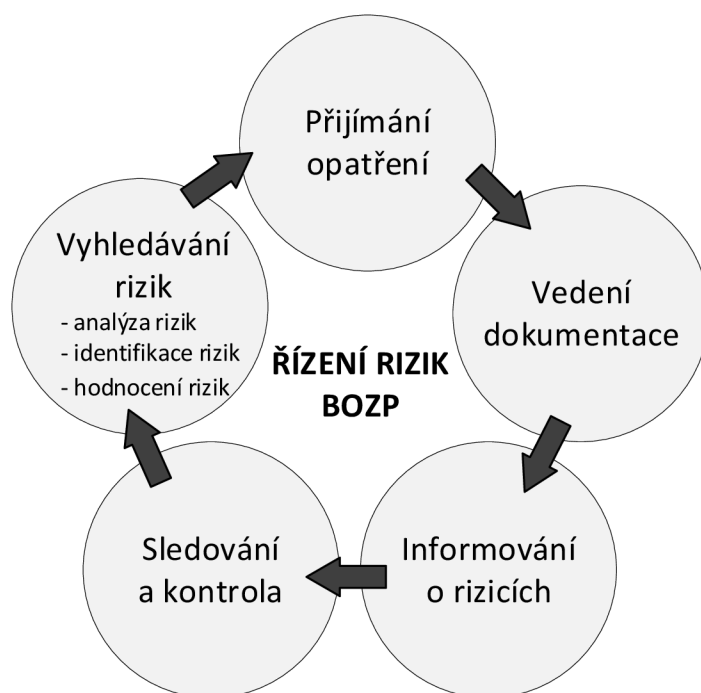 Přijímání
opatření
Vyhledávání
rizik
- analýza rizik
- identifikace rizik
- hodnocení rizik
Vedení
dokumentace
ŘÍZENÍ RIZIK
BOZP
Sledování
a kontrola
Informování
o rizicích